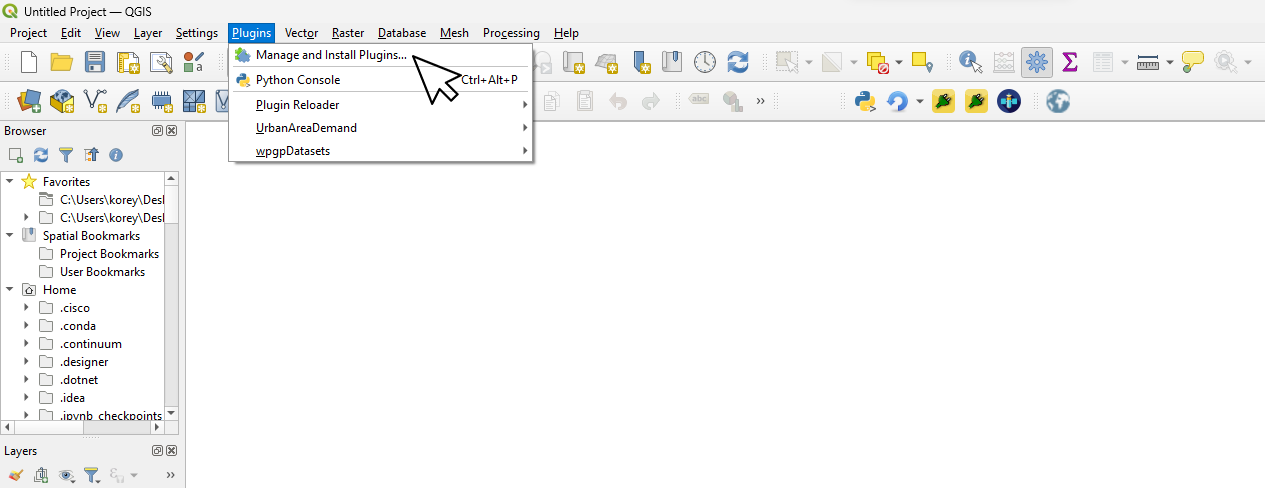 Untitled Project — QGIS
Project Edit View Layer Settings Plugins Vector Raster Database Mesh Processing Help
Manage and Install Plugins...
Python Console Ctrl+Alt+P
Plugin Reloader
UrbanAreaDemand
wpgpDatasets
a
abc
Browser
Favorites
C:\Users\korey\Desl
C:\Users\korey\Desl
Spatial Bookmarks
Project Bookmarks
User Bookmarks
Home
.cisco
.conda
.continuum
.designer
.dotnet
.idea
.ipynb_checkpoints
Layers